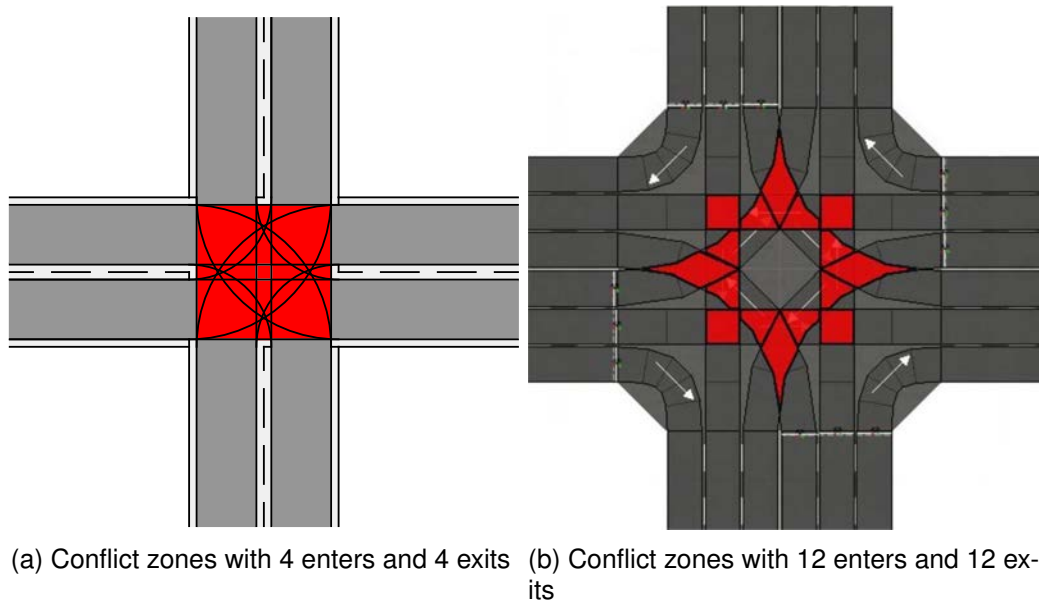 (a) Conflict zones with 4 enters and 4 exits
(b) Conflict zones with 12 enters and 12 ex-
its